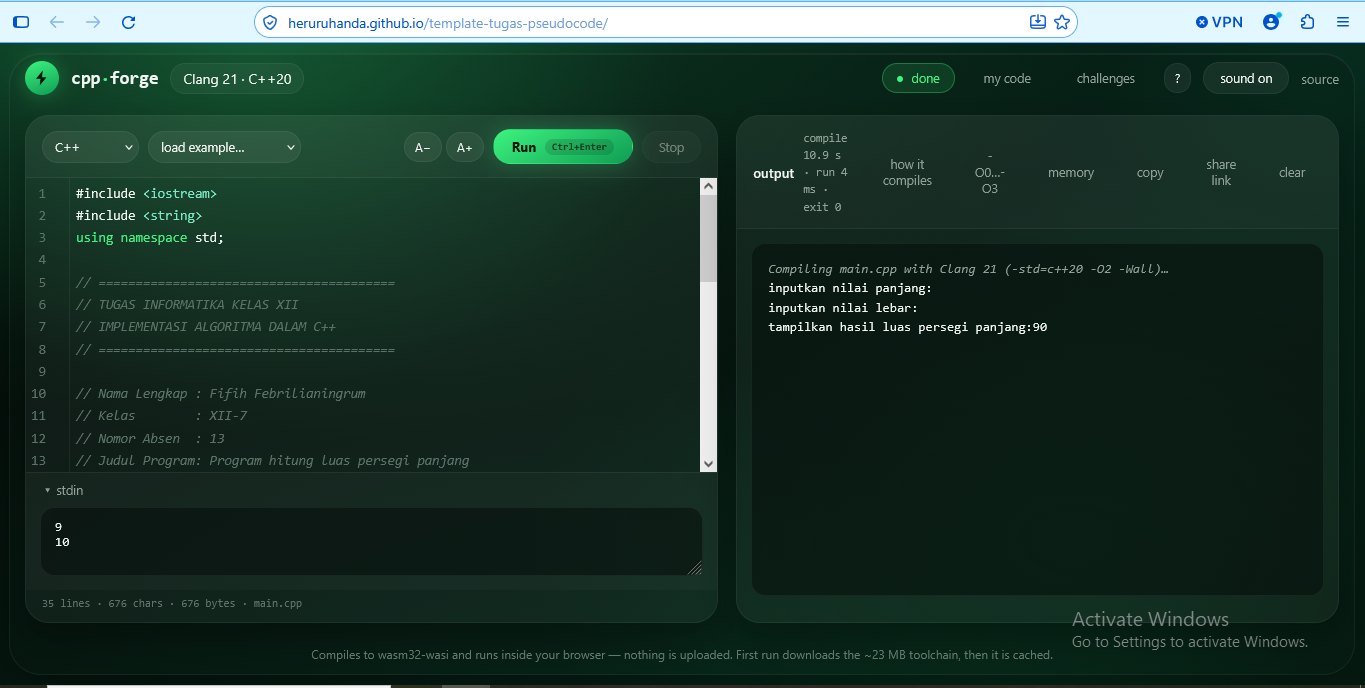 heruruhanda.github.io/template-tugas-pseudocode/
VPN
cpp·forge
Clang 21 · C++20
done
my code
challenges
?
sound on
source
C++
load example...
A−
A+
Run Ctrl+Enter
Stop
1 #include <iostream>
2 #include <string>
3 using namespace std;
4
5 // ========================================
6 // TUGAS INFORMATIKA KELAS XII
7 // IMPLEMENTASI ALGORITMA DALAM C++
8 // ========================================
9
10 // Nama Lengkap : Fifih Febrilianingrum
11 // Kelas        : XII-7
12 // Nomor Absen  : 13
13 // Judul Program: Program hitung luas persegi panjang
stdin
9
10
35 lines · 676 chars · 676 bytes · main.cpp
output
compile
10.9 s
· run 4
ms ·
exit 0
how it
compiles
-
O0…-
O3
memory
copy
share
link
clear
Compiling main.cpp with Clang 21 (-std=c++20 -O2 -Wall)…
inputkan nilai panjang:
inputkan nilai lebar:
tampilkan hasil luas persegi panjang:90
Activate Windows
Go to Settings to activate Windows.
Compiles to wasm32-wasi and runs inside your browser — nothing is uploaded. First run downloads the ~23 MB toolchain, then it is cached.